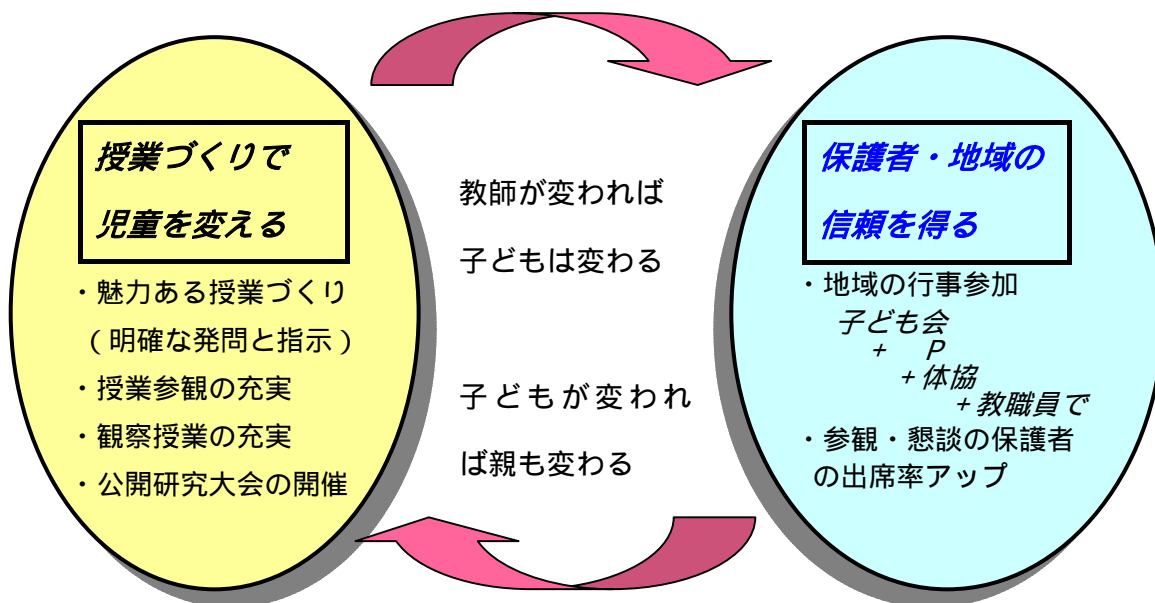 授業づくりで
児童を変える
・魅力ある授業づくり
（明確な発問と指示）
・授業参観の充実
・観察授業の充実
・公開研究大会の開催
教師が変われば
子どもは変わる
子どもが変われ
ば親も変わる
保護者・地域の
信頼を得る
・地域の行事参加
子ども会
+ P
+体協
+教職員で
・参観・懇談の保護者
の出席率アップ